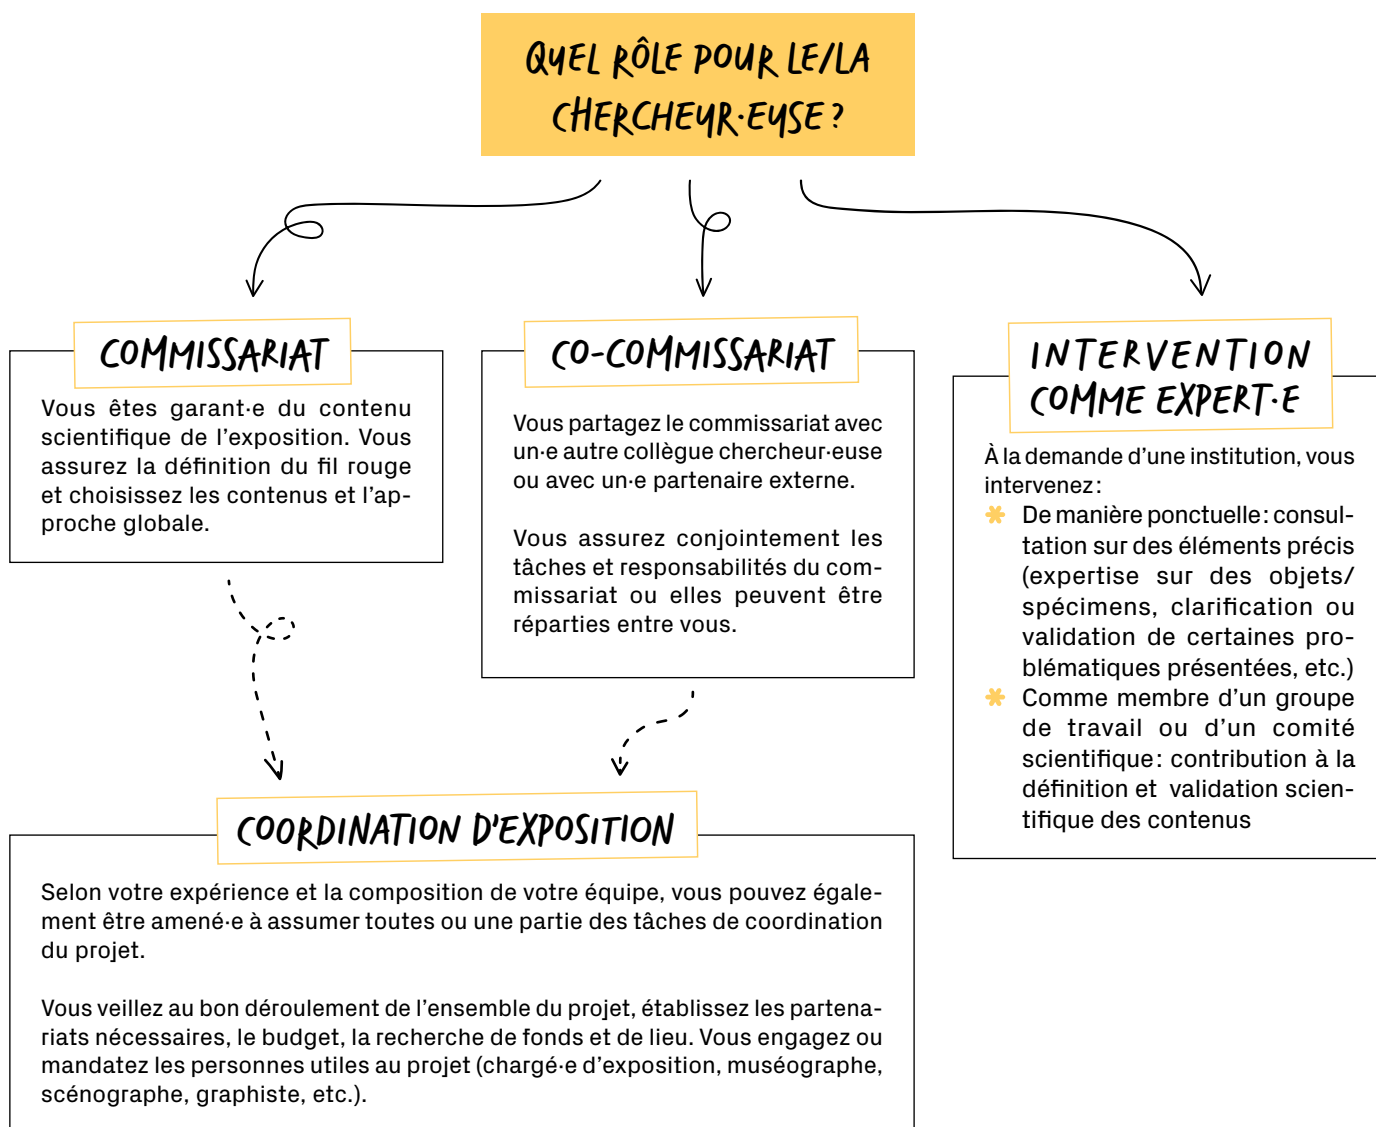 QUEL RÔLE POUR LE/LA
CHERCHEUR·EUSE ?
COMMISSARIAT
Vous êtes garant·e du contenu
scientifique de l'exposition. Vous
assurez la définition du fil rouge
et choisissez les contenus et l'ap-
proche globale.
CO-COMMISSARIAT
Vous partagez le commissariat avec
un·e autre collègue chercheur·euse
ou avec un·e partenaire externe.
Vous assurez conjointement les
tâches et responsabilités du com-
missariat ou elles peuvent être
réparties entre vous.
INTERVENTION
COMME EXPERT·E
À la demande d'une institution, vous
intervenez :
* De manière ponctuelle : consul-
tation sur des éléments précis
(expertise sur des objets/
spécimens, clarification ou
validation de certaines pro-
blématiques présentées, etc.)
* Comme membre d'un groupe
de travail ou d'un comité
scientifique : contribution à la
définition et validation scien-
tifique des contenus
COORDINATION D'EXPOSITION
Selon votre expérience et la composition de votre équipe, vous pouvez égale-
ment être amené·e à assumer toutes ou une partie des tâches de coordination
du projet.
Vous veillez au bon déroulement de l'ensemble du projet, établissez les partena-
riats nécessaires, le budget, la recherche de fonds et de lieu. Vous engagez ou
mandatez les personnes utiles au projet (chargé·e d'exposition, muséographe,
scénographe, graphiste, etc.).